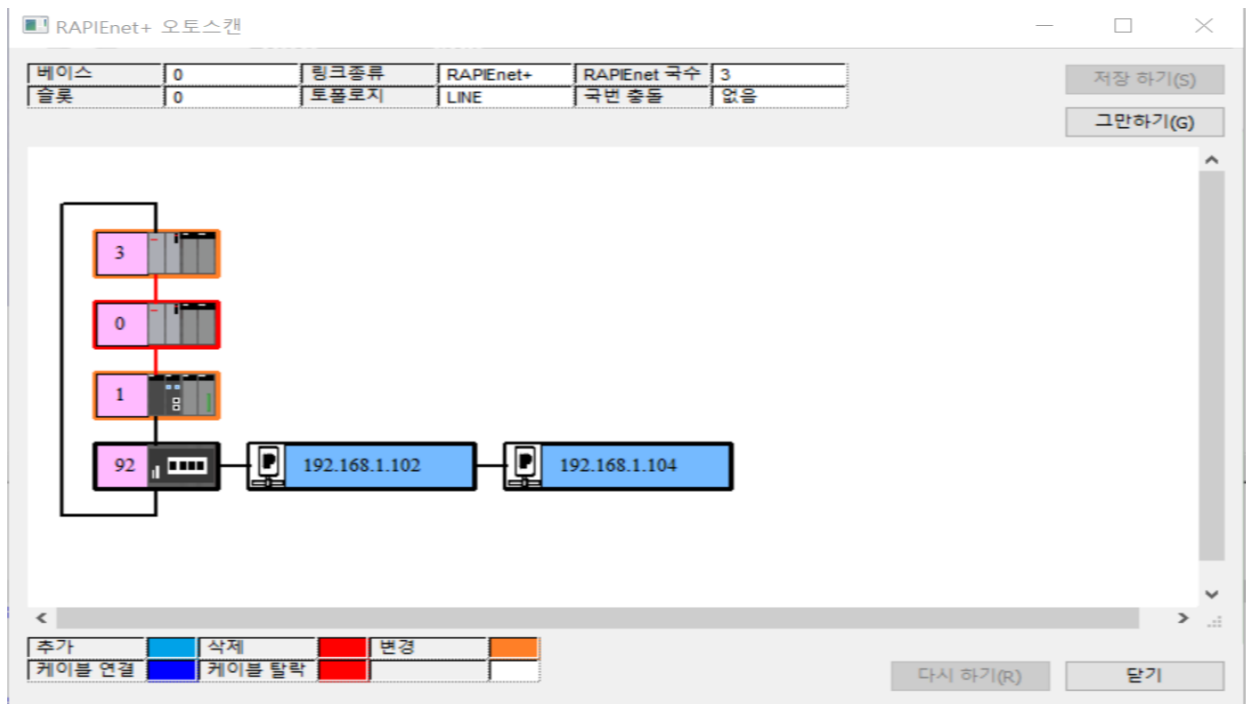 RAPIEnet+ 오토스캔
베이스 0 링크종류 RAPIEnet+ RAPIEnet 국수 3
슬롯 0 토폴로지 LINE 국번 충돌 없음
저장 하기(S)
그만하기(G)
3
0
1
92 192.168.1.102 192.168.1.104
추가 삭제 변경
케이블 연결 케이블 탈락
다시 하기(R) 닫기